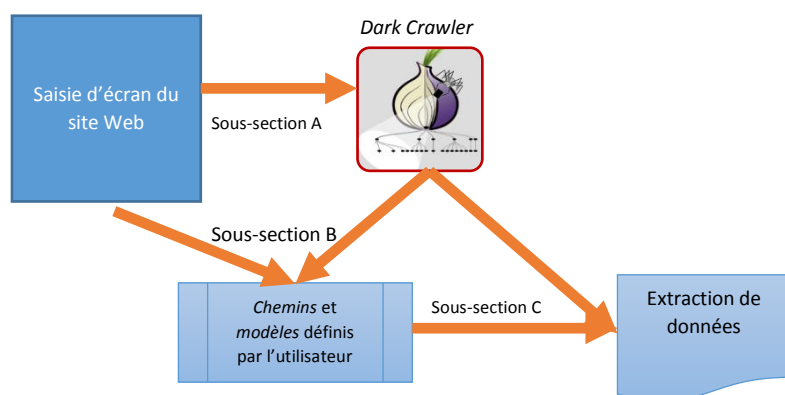 Dark Crawler
Saisie d’écran du
site Web
Sous-section A
Sous-section B
Chemins et
modèles définis
par l’utilisateur
Sous-section C
Extraction de
données